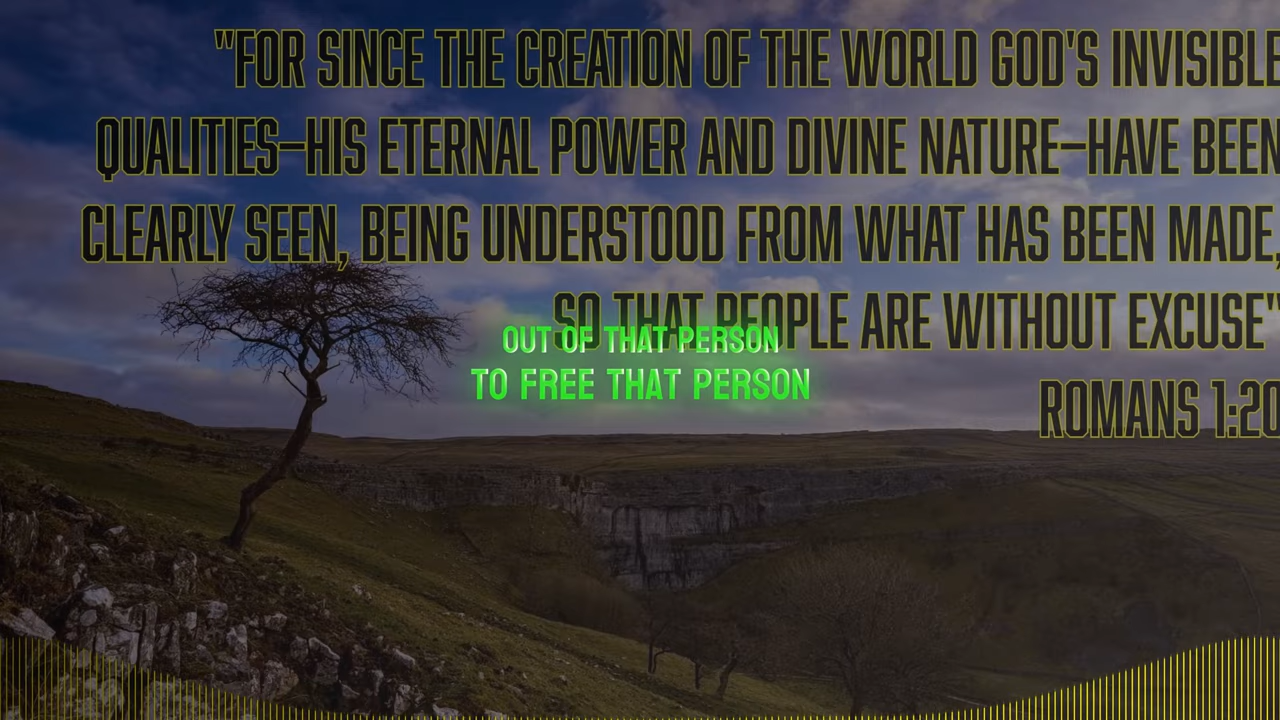 "FOR SINCE THE CREATION OF THE WORLD GOD'S INVISIBLE
QUALITIES—HIS ETERNAL POWER AND DIVINE NATURE—HAVE BEEN
CLEARLY SEEN, BEING UNDERSTOOD FROM WHAT HAS BEEN MADE,
SO THAT PEOPLE ARE WITHOUT EXCUSE"
ROMANS 1:20
OUT OF THAT PERSON
TO FREE THAT PERSON